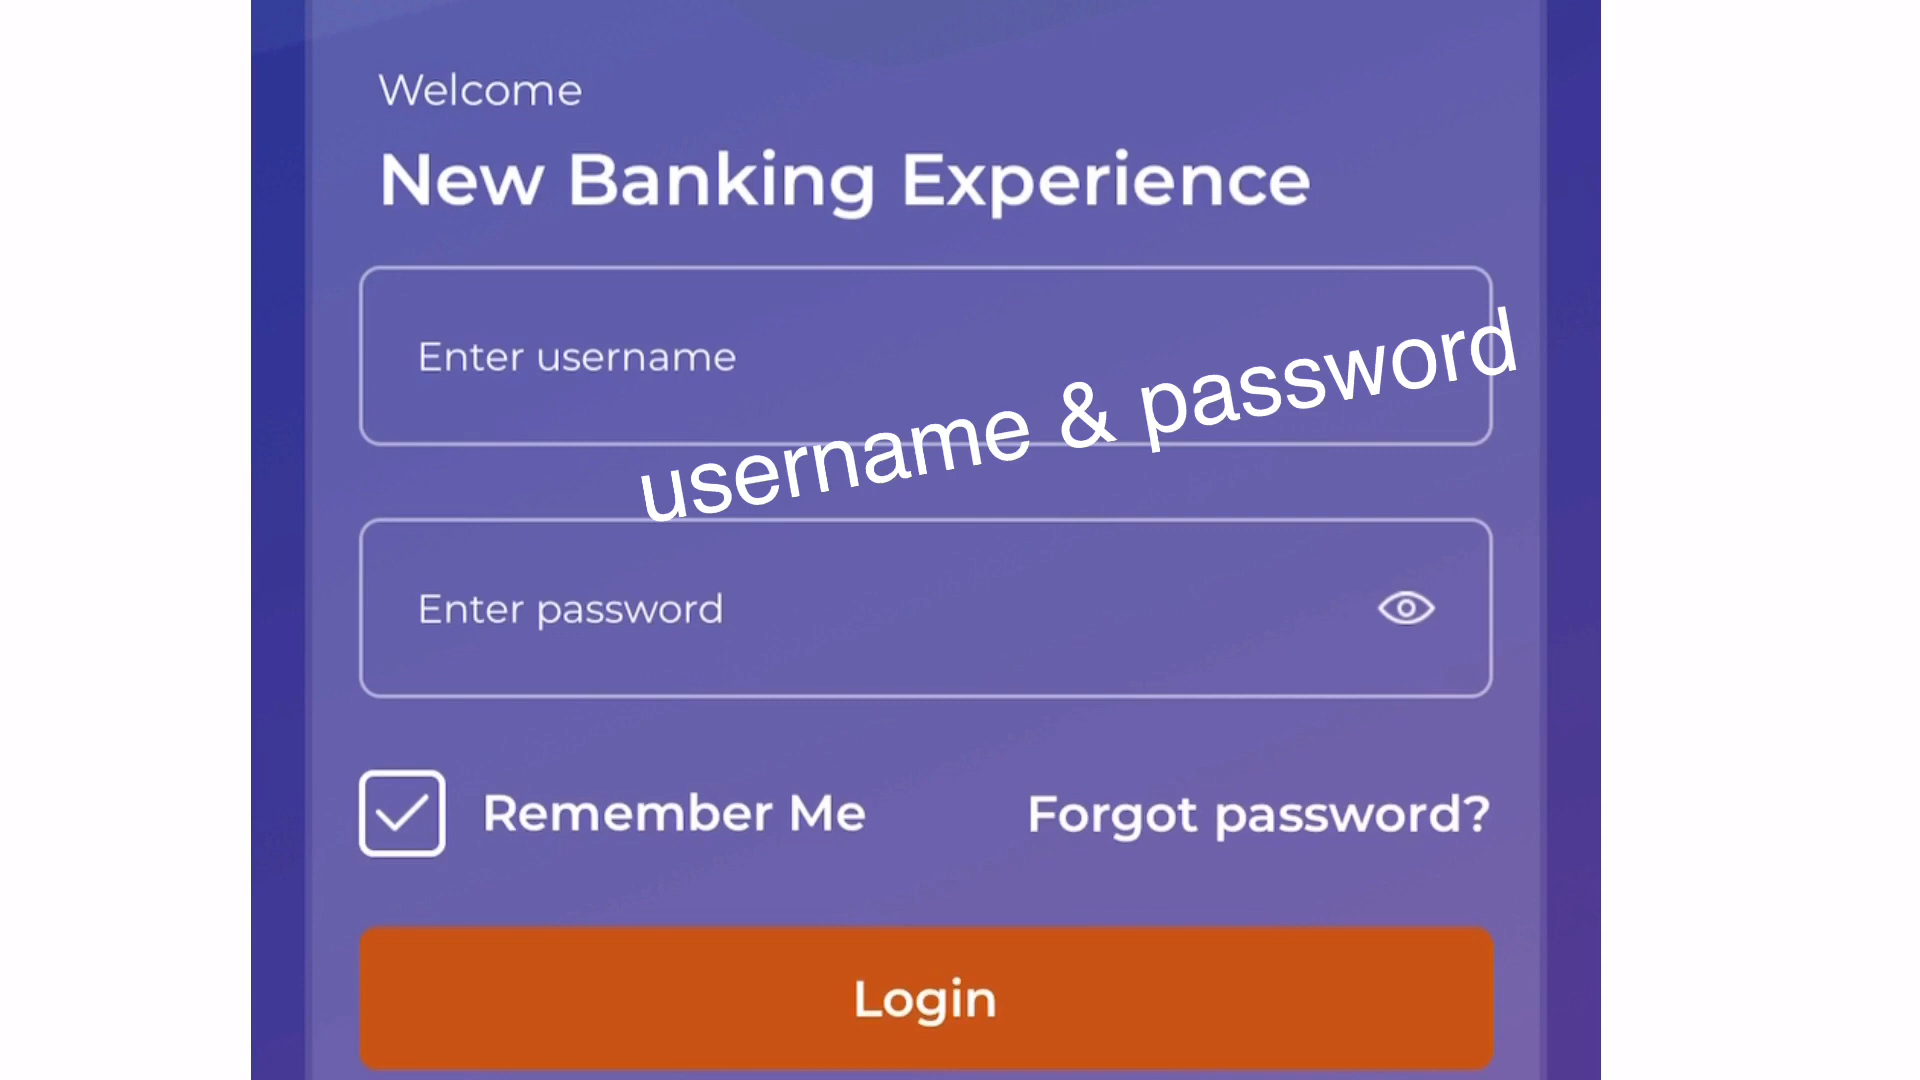 Welcome
New Banking Experience
Enter username
username & password
Enter password
Remember Me
Forgot password?
Login